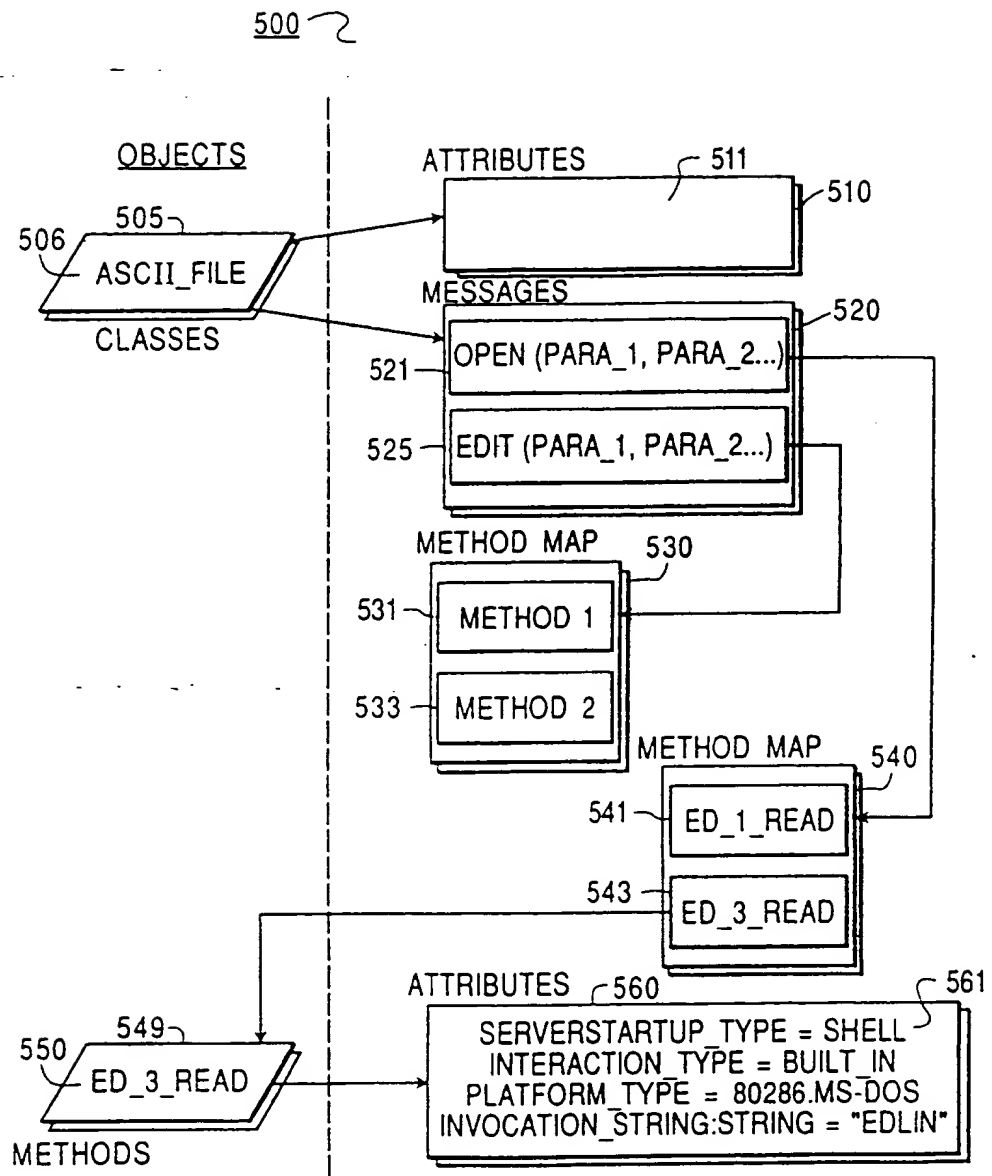 500
OBJECTS
ATTRIBUTES
511
510
505
506
ASCII_FILE
CLASSES
MESSAGES
520
OPEN (PARA_1, PARA_2...)
521
EDIT (PARA_1, PARA_2...)
525
METHOD MAP
530
531
METHOD 1
533
METHOD 2
METHOD MAP
540
541
ED_1_READ
543
ED_3_READ
ATTRIBUTES
560
561
SERVERSTARTUP_TYPE = SHELL
INTERACTION_TYPE = BUILT_IN
PLATFORM_TYPE = 80286.MS-DOS
INVOCATION_STRING:STRING = "EDLIN"
549
550
ED_3_READ
METHODS